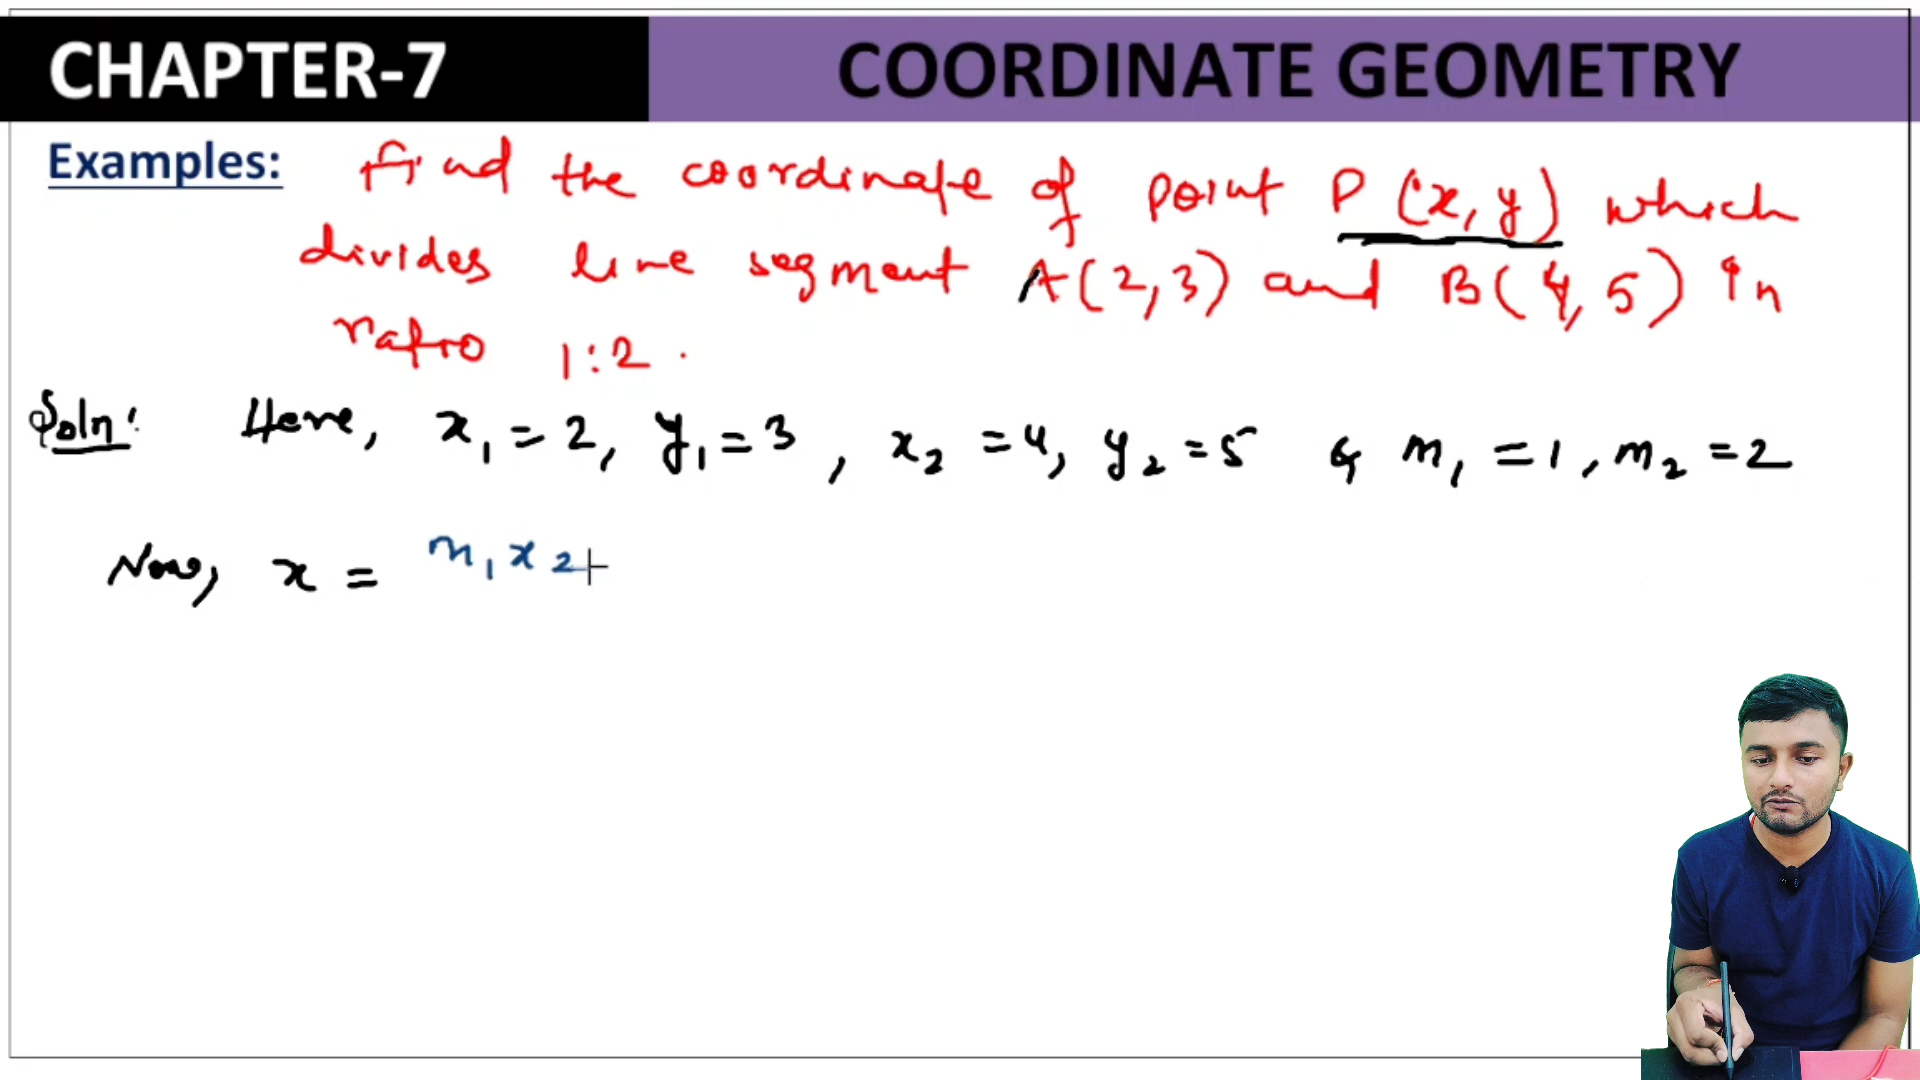 CHAPTER-7 COORDINATE GEOMETRY
Examples: Find the coordinate of point P (x, y) which
divides line segment A(2,3) and B(4,5) in
ratio 1:2.
Soln: Here, x₁ = 2, y₁ = 3, x₂ = 4, y₂ = 5 & m₁ = 1, m₂ = 2
Now, x = m₁x₂+